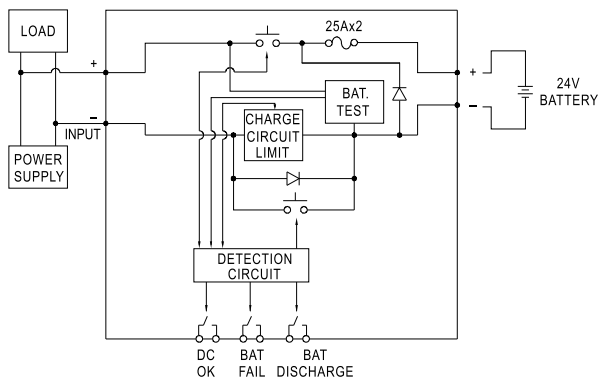 LOAD
25Ax2
+
+
24V
BATTERY
BAT.
TEST
−
−
INPUT
CHARGE
CIRCUIT
LIMIT
POWER
SUPPLY
DETECTION
CIRCUIT
DC
OK
BAT
FAIL
BAT
DISCHARGE